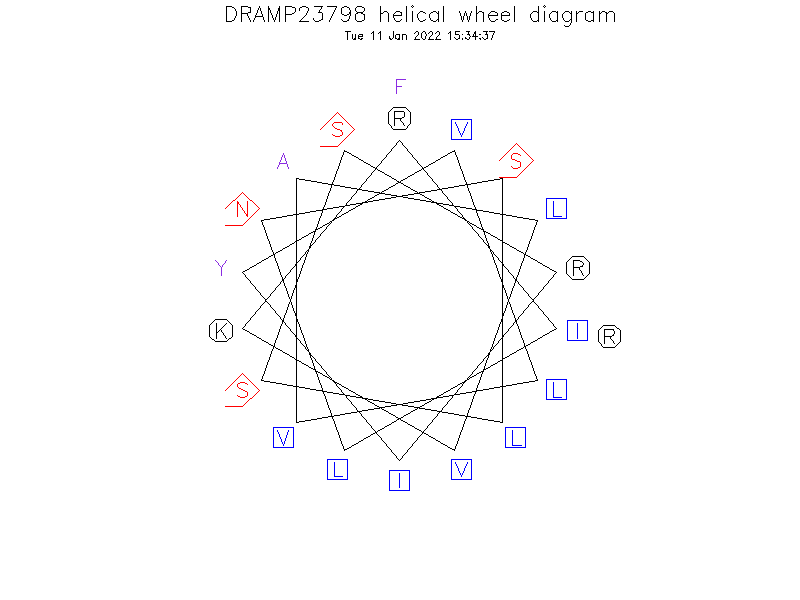 DRAMP23798 helical wheel diagram
Tue 11 Jan 2022 15:34:37
F
S R V
A S
N L
Y R
K I R
S L
V L
L I V